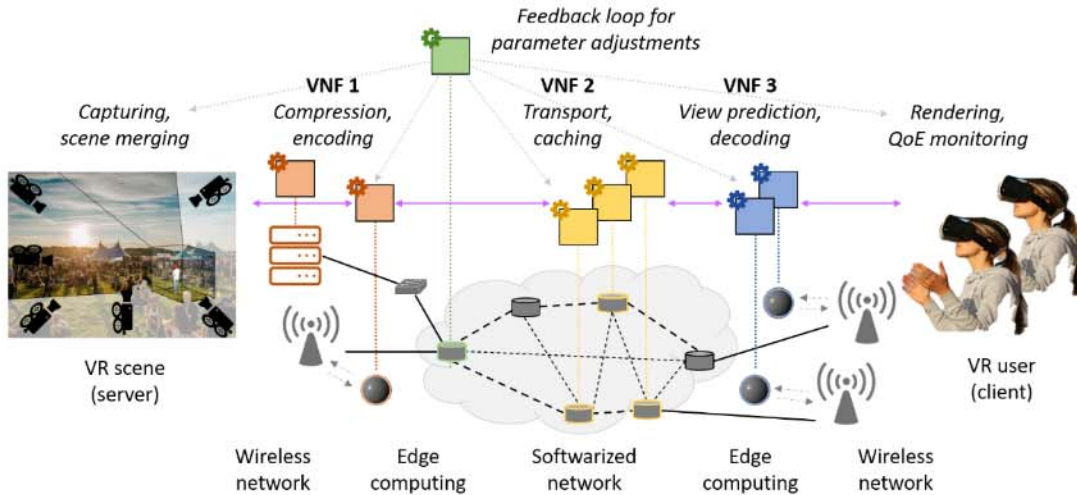 Feedback loop for
parameter adjustments
VNF 1
VNF 2
VNF 3
Capturing,
scene merging
Compression,
encoding
Transport,
caching
View prediction,
decoding
Rendering,
QoE monitoring
VR scene
(server)
VR user
(client)
Wireless
network
Edge
computing
Softwarized
network
Edge
computing
Wireless
network